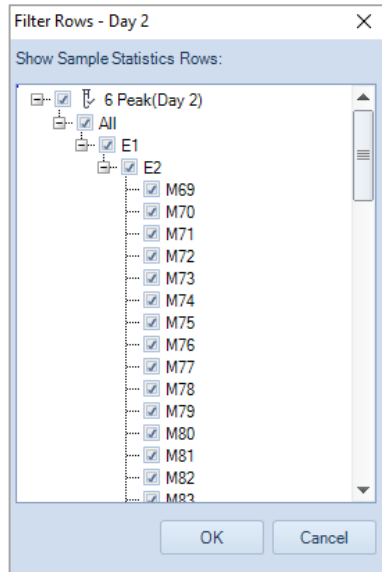 Filter Rows - Day 2
Show Sample Statistics Rows:
6 Peak(Day 2)
All
E1
E2
M69
M70
M71
M72
M73
M74
M75
M76
M77
M78
M79
M80
M81
M82
M83
OK Cancel